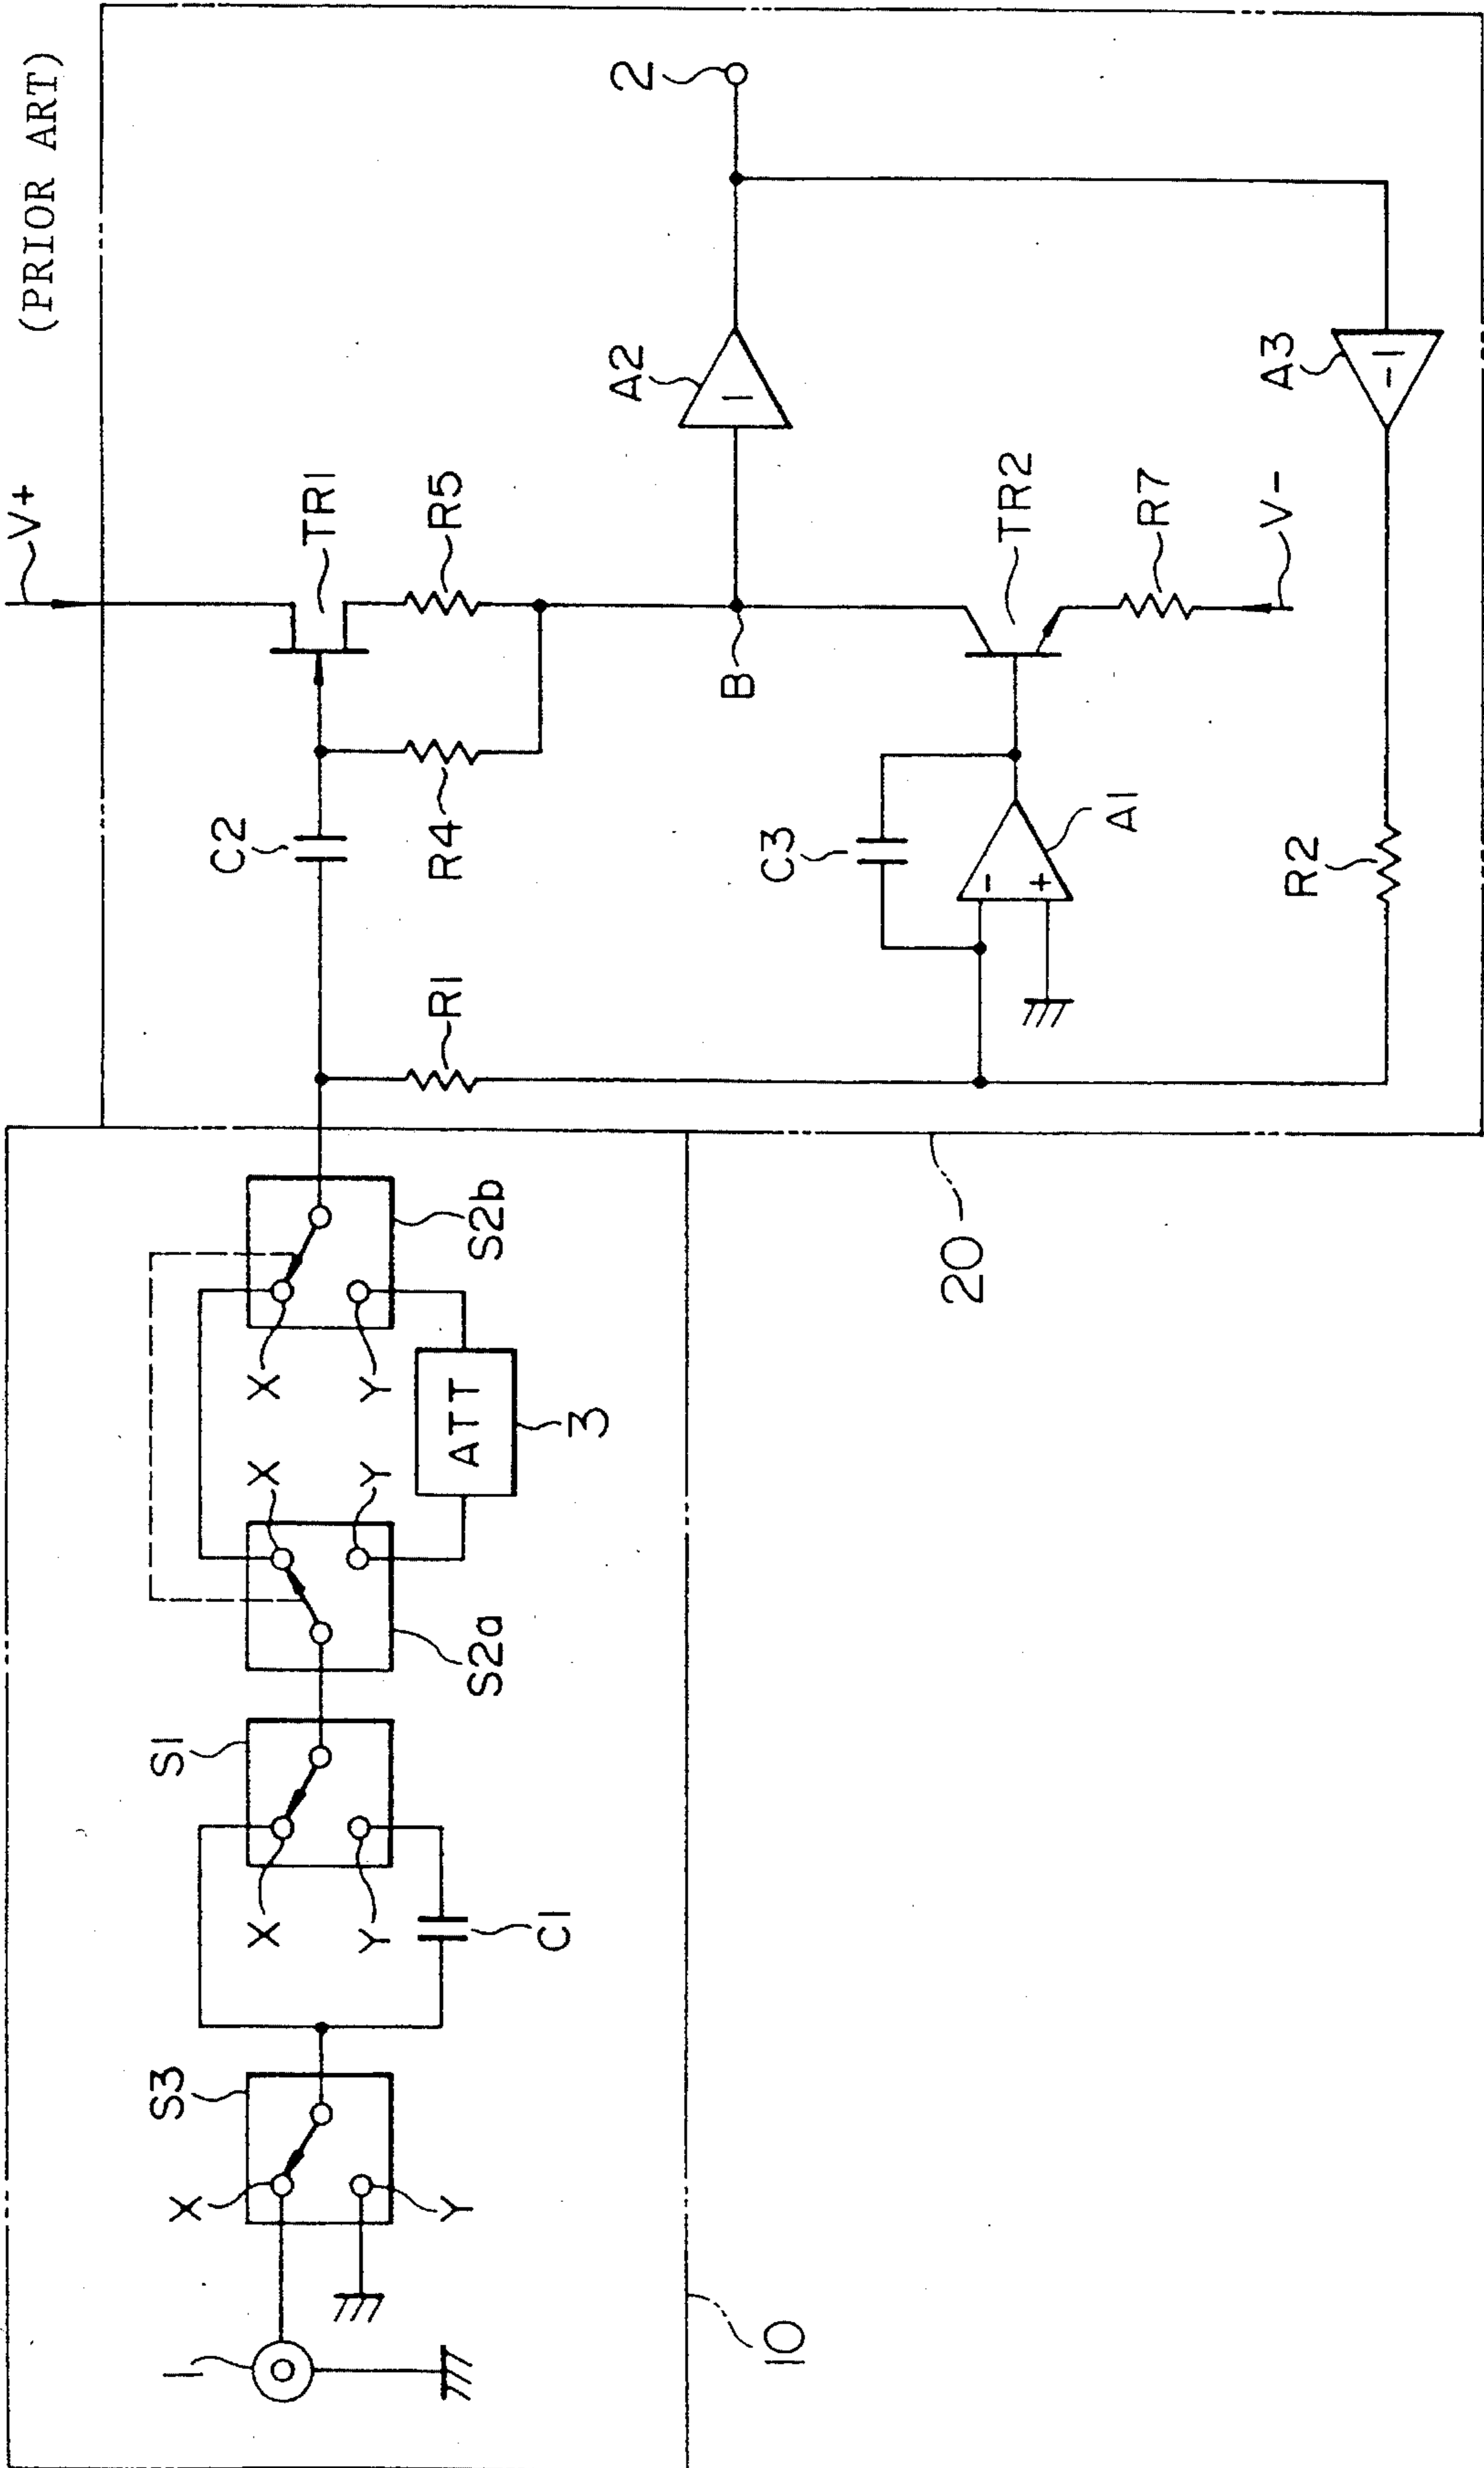 (PRIOR ART)
V+
TR1
R5
C2
R4
R1
A2
1
2
B
TR2
R7
V-
C3
-
+
A1
A3
-1
R2
20
S2b
X
Y
X
Y
ATT
3
S2a
S1
X
Y
C1
S3
X
Y
1
10